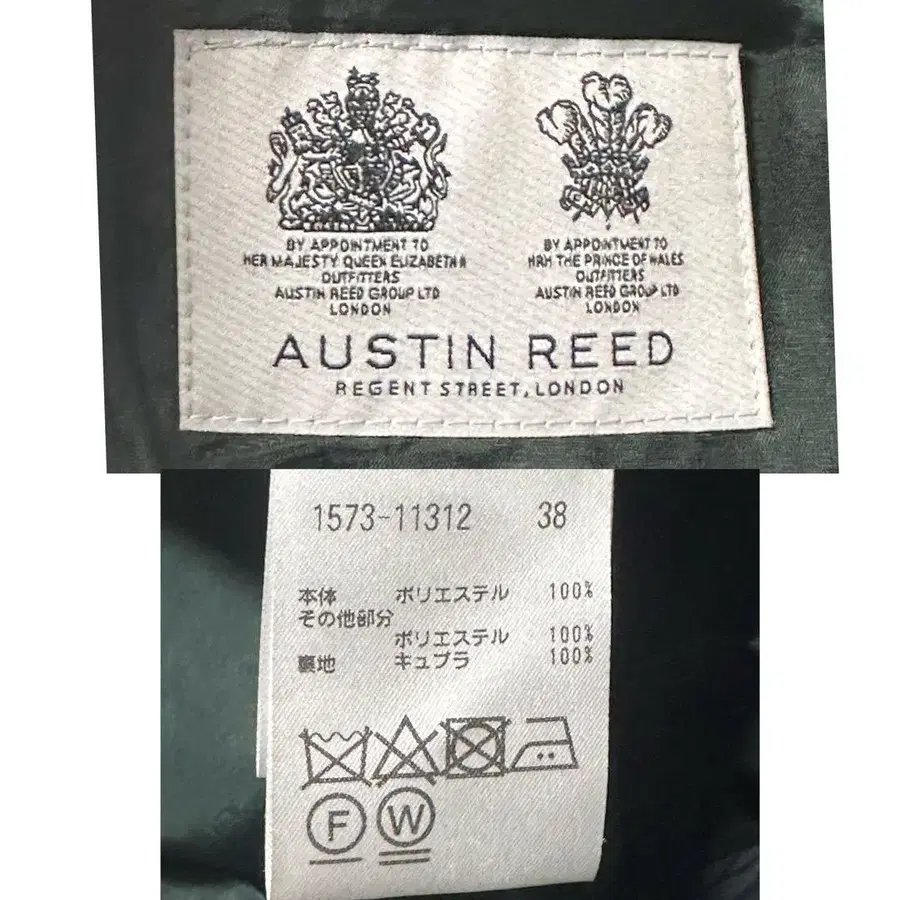 BY APPOINTMENT TO
HER MAJESTY QUEEN ELIZABETH II
OUTFITTERS
AUSTIN REED GROUP LTD
LONDON
BY APPOINTMENT TO
HRH THE PRINCE OF WALES
OUTFITTERS
AUSTIN REED GROUP LTD
LONDON
AUSTIN REED
REGENT STREET, LONDON
1573-11312 38
本体 ポリエステル 100%
その他部分
ポリエステル 100%
裏地 キュプラ 100%
F W